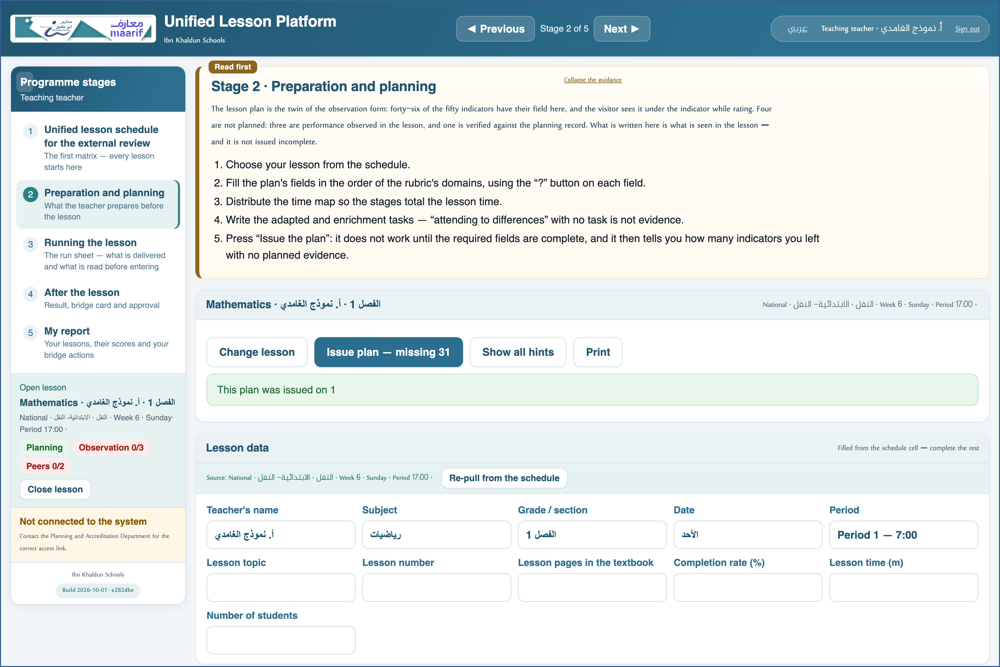 مدارس
ابن خلدون
Ibn Khaldun Schools
معارف
maarif
Unified Lesson Platform
Ibn Khaldun Schools
◀ Previous
Stage 2 of 5
Next ▶
عربي
Teaching teacher · أ. نموذج الغامدي
Sign out
Programme stages
Teaching teacher
1
Unified lesson schedule
for the external review
The first matrix — every lesson
starts here
2
Preparation and planning
What the teacher prepares before
the lesson
3
Running the lesson
The run sheet — what is delivered
and what is read before entering
4
After the lesson
Result, bridge card and approval
5
My report
Your lessons, their scores and your
bridge actions
Open lesson
Mathematics · الفصل 1 · أ. نموذج الغامدي
National · النفل · الابتدائية- النفل · Week 6 · Sunday·
Period 17:00 ·
Planning
Observation 0/3
Peers 0/2
Close lesson
Not connected to the system
Contact the Planning and Accreditation Department for the
correct access link.
Ibn Khaldun Schools
Build 2026-10-01 · e282dbe
Read first
Stage 2 · Preparation and planning
Collapse the guidance
The lesson plan is the twin of the observation form: forty-six of the fifty indicators have their field here, and the visitor sees it under the indicator while rating. Four
are not planned: three are performance observed in the lesson, and one is verified against the planning record. What is written here is what is seen in the lesson —
and it is not issued incomplete.
1. Choose your lesson from the schedule.
2. Fill the plan's fields in the order of the rubric's domains, using the “?” button on each field.
3. Distribute the time map so the stages total the lesson time.
4. Write the adapted and enrichment tasks — “attending to differences” with no task is not evidence.
5. Press “Issue the plan”: it does not work until the required fields are complete, and it then tells you how many indicators you left
with no planned evidence.
Mathematics · الفصل 1 · أ. نموذج الغامدي
National · النفل · الابتدائية- النفل · Week 6 · Sunday · Period 17:00 ·
Change lesson
Issue plan — missing 31
Show all hints
Print
This plan was issued on 1
Lesson data
Filled from the schedule cell — complete the rest
Source: National · النفل · الابتدائية- النفل · Week 6 · Sunday · Period 17:00 ·
Re-pull from the schedule
Teacher's name
Subject
Grade / section
Date
Period
أ. نموذج الغامدي
رياضيات
الفصل 1
الأحد
Period 1 — 7:00
Lesson topic
Lesson number
Lesson pages in the textbook
Completion rate (%)
Lesson time (m)
Number of students